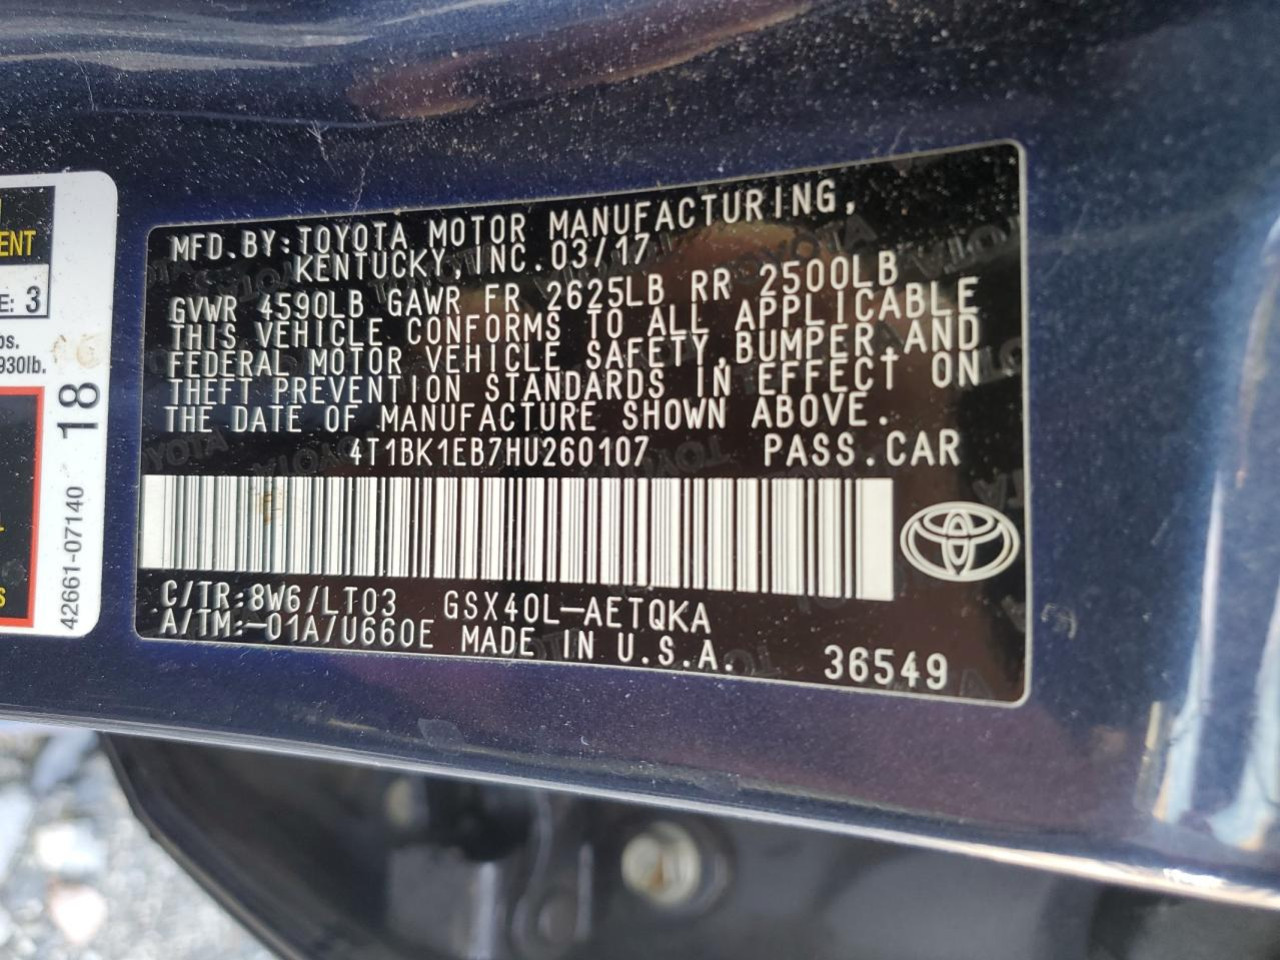 ENT
E: 3
bs.
930lb.
18
42661-07140
S
MFD.BY:TOYOTA MOTOR MANUFACTURING,
KENTUCKY,INC.03/17
GVWR 4590LB GAWR FR 2625LB RR 2500LB
THIS VEHICLE CONFORMS TO ALL APPLICABLE
FEDERAL MOTOR VEHICLE SAFETY,BUMPER,AND
THEFT PREVENTION STANDARDS IN EFFECT ON
THE DATE OF MANUFACTURE SHOWN ABOVE.
4T1BK1EB7HU260107 PASS.CAR
C/TR:8W6/LT03 GSX40L-AETQKA
A/TM:-01A/U660E MADE IN U.S.A. 36549